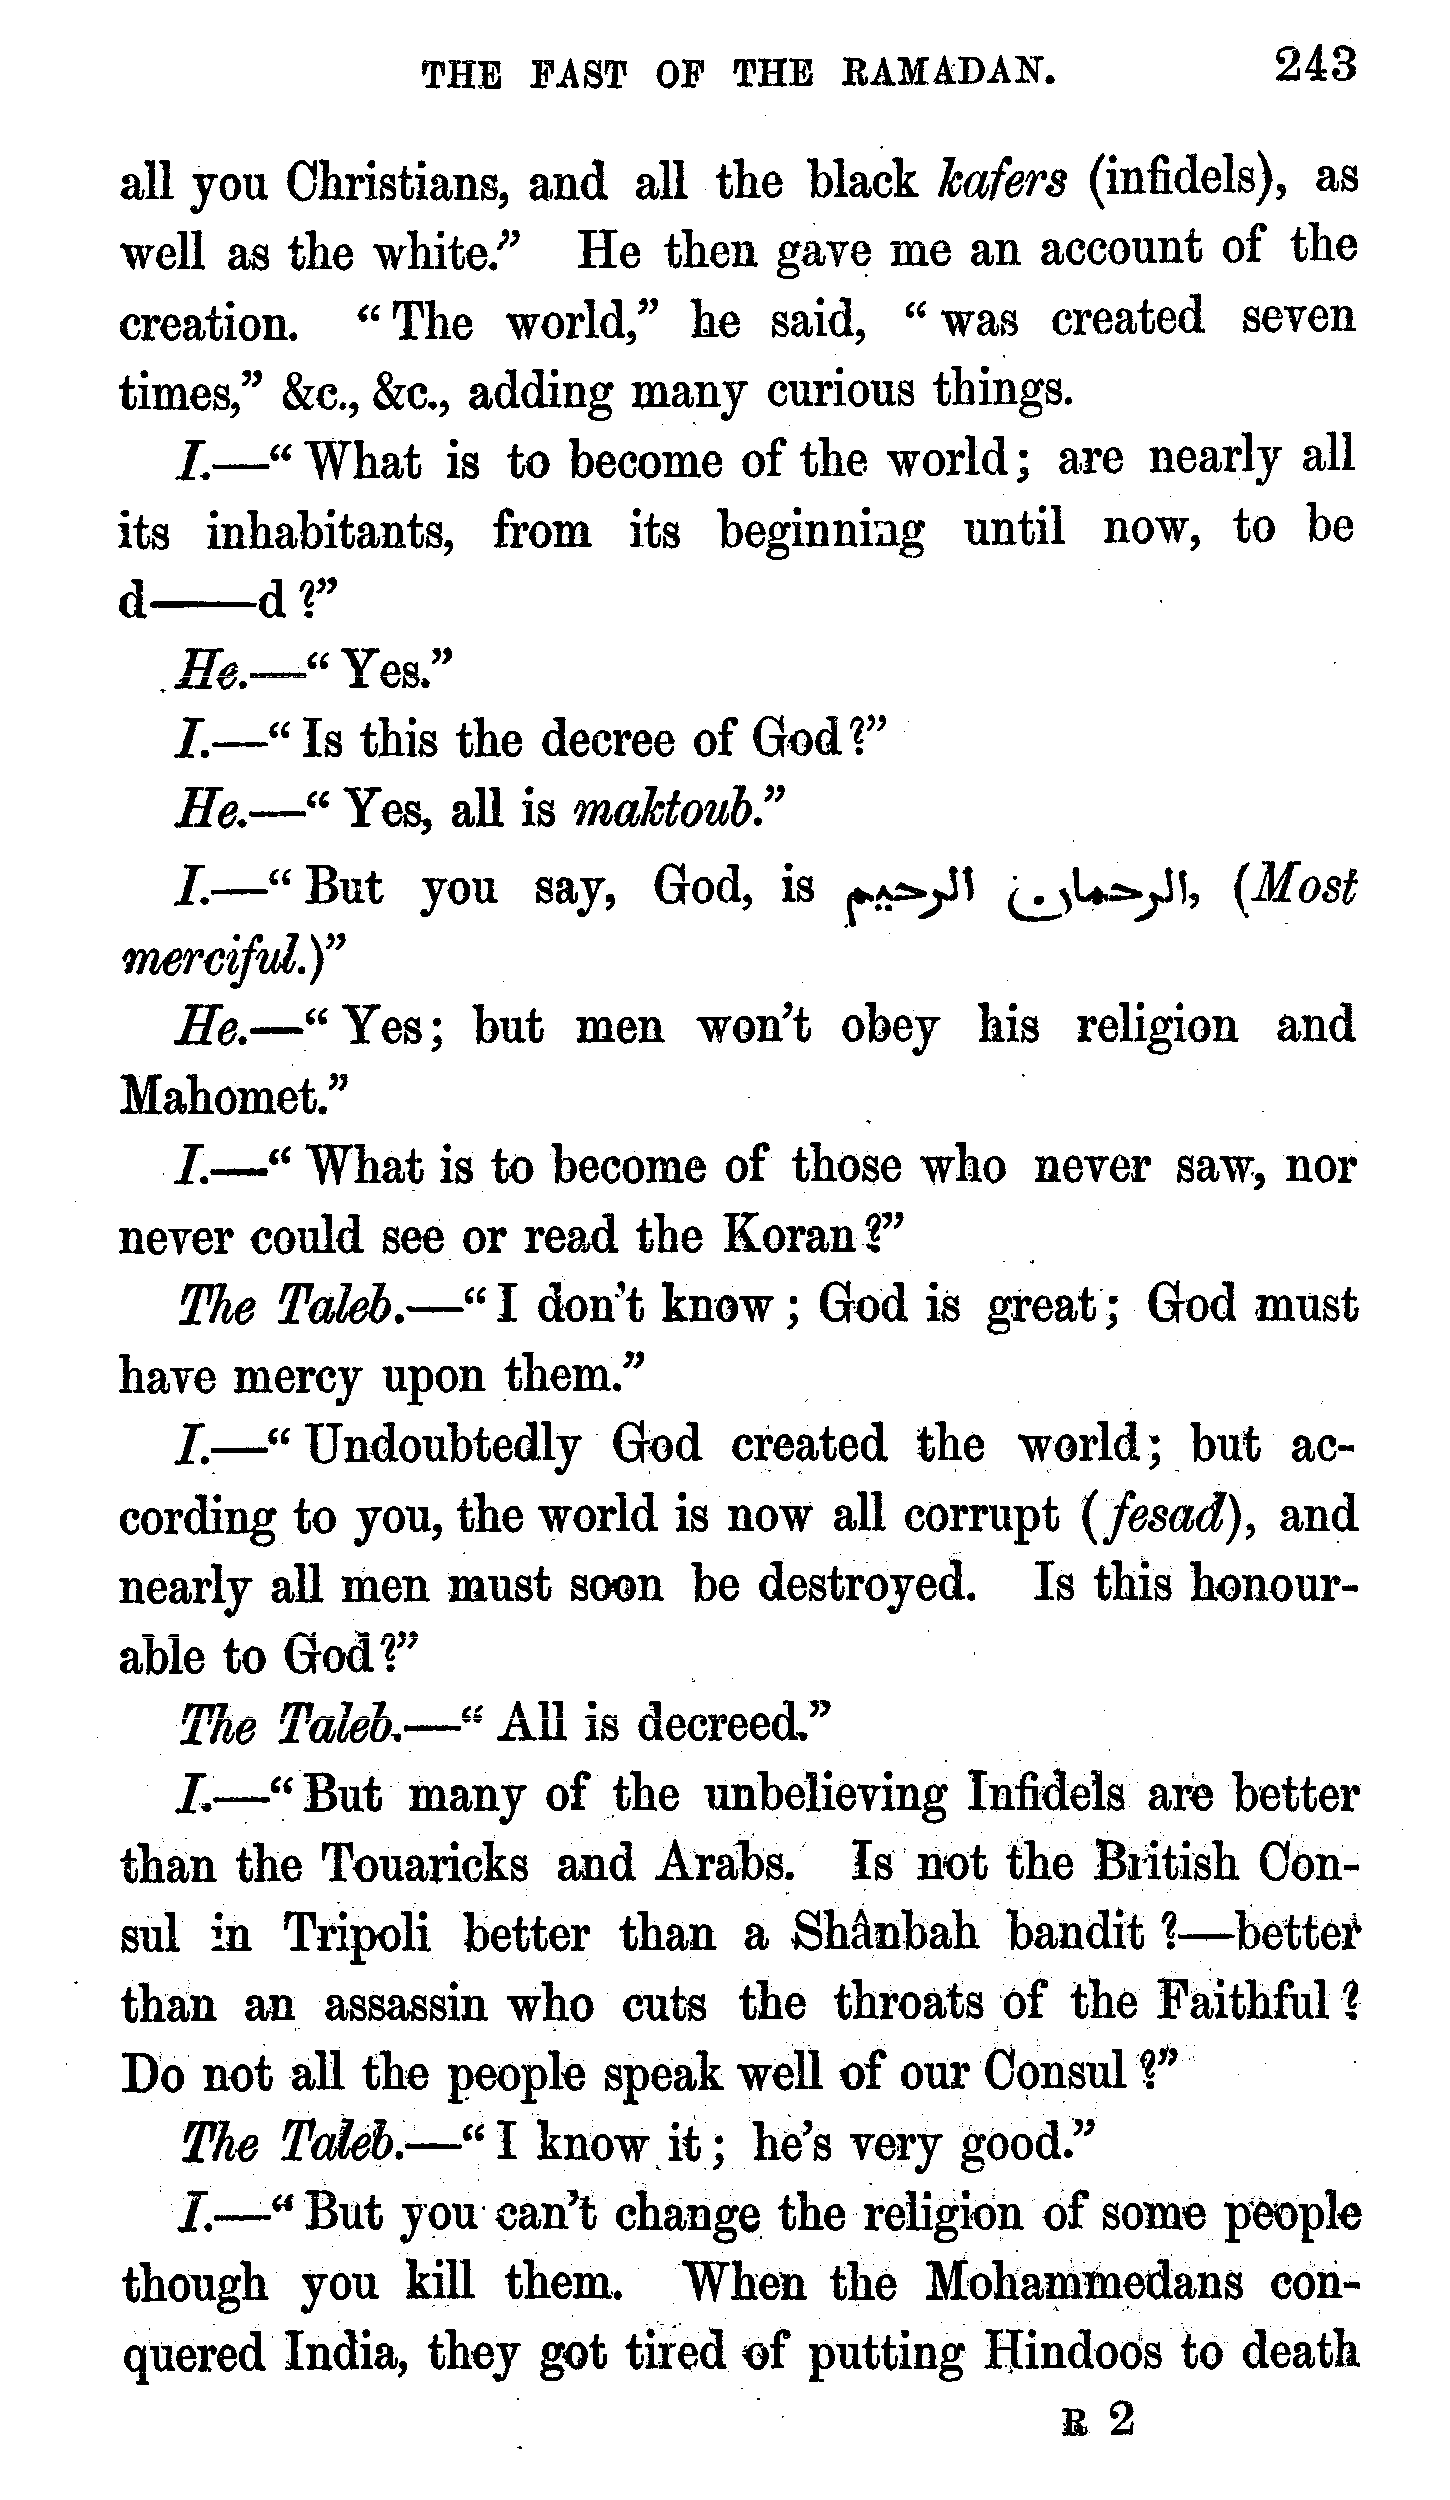 THE FAST OF THE RAMADAN. 243
all you Christians, and all the black kafers (infidels), as
well as the white.” He then gave me an account of the
creation. “The world,” he said, “was created seven
times,” &c., &c., adding many curious things.
I.—“What is to become of the world; are nearly all
its inhabitants, from its beginning until now, to be
d——d?”
He.—“Yes.”
I.—“Is this the decree of God?”
He.—“Yes, all is maktoub.”
I.—“But you say, God, is الرحمان الرحيم, (Most
merciful.)”
He.—“Yes; but men won’t obey his religion and
Mahomet.”
I.—“What is to become of those who never saw, nor
never could see or read the Koran?”
The Taleb.—“I don’t know; God is great; God must
have mercy upon them.”
I.—“Undoubtedly God created the world; but ac-
cording to you, the world is now all corrupt (fesad), and
nearly all men must soon be destroyed. Is this honour-
able to God?”
The Taleb.—“All is decreed.”
I.—“But many of the unbelieving Infidels are better
than the Touaricks and Arabs. Is not the British Con-
sul in Tripoli better than a Shânbah bandit?—better
than an assassin who cuts the throats of the Faithful?
Do not all the people speak well of our Consul?”
The Taleb.—“I know it; he’s very good.”
I.—“But you can’t change the religion of some people
though you kill them. When the Mohammedans con-
quered India, they got tired of putting Hindoos to death
R 2